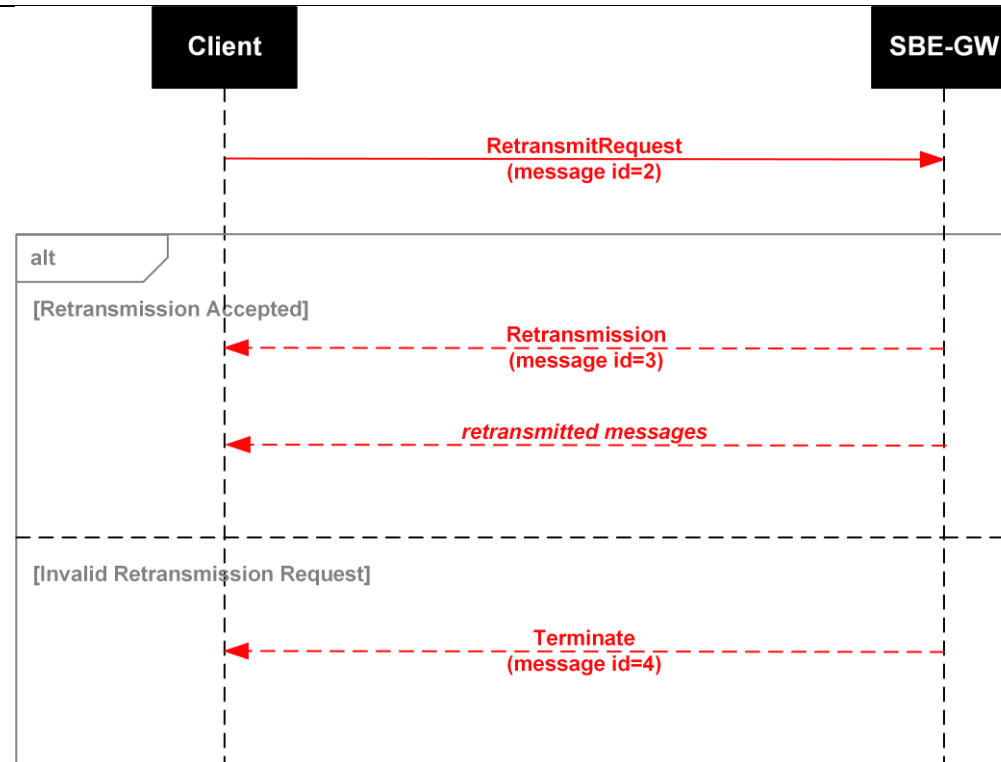 Client
SBE-GW
RetransmitRequest
(message id=2)
alt
[Retransmission Accepted]
Retransmission
(message id=3)
retransmitted messages
[Invalid Retransmission Request]
Terminate
(message id=4)